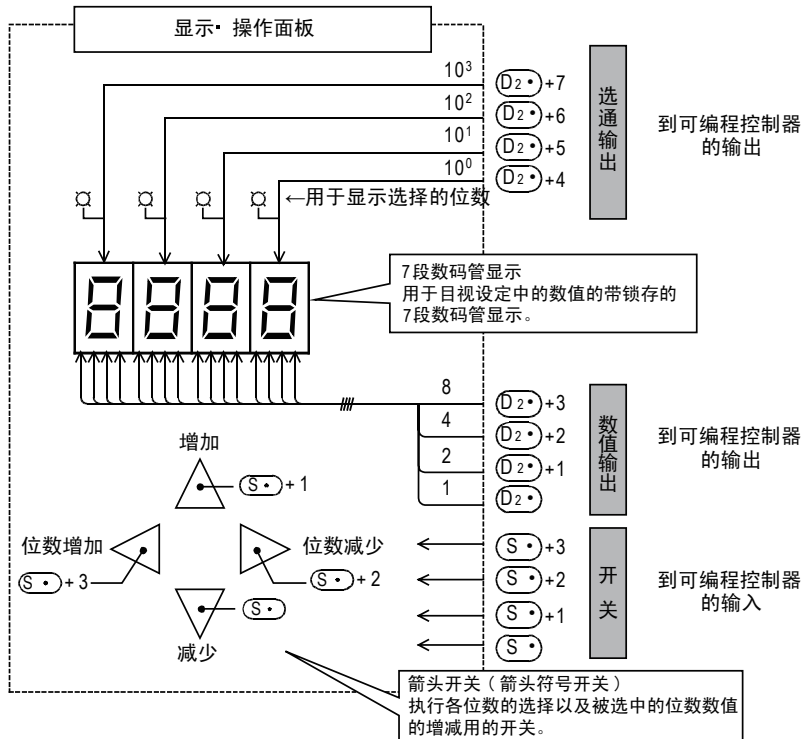 显示・操作面板
10³ D2・+7
10² D2・+6
10¹ D2・+5
10⁰ D2・+4
选通输出
到可编程控制器
的输出
←用于显示选择的位数
7段数码管显示
用于目视设定中的数值的带锁存的
7段数码管显示。
8 D2・+3
4 D2・+2
2 D2・+1
1 D2・
数值输出
到可编程控制器
的输出
增加
S・+1
位数增加
S・+3
位数减少
S・+2
S・
减少
S・+3
S・+2
S・+1
S・
开关
到可编程控制器
的输入
箭头开关（箭头符号开关）
执行各位数的选择以及被选中的位数数值
的增减用的开关。